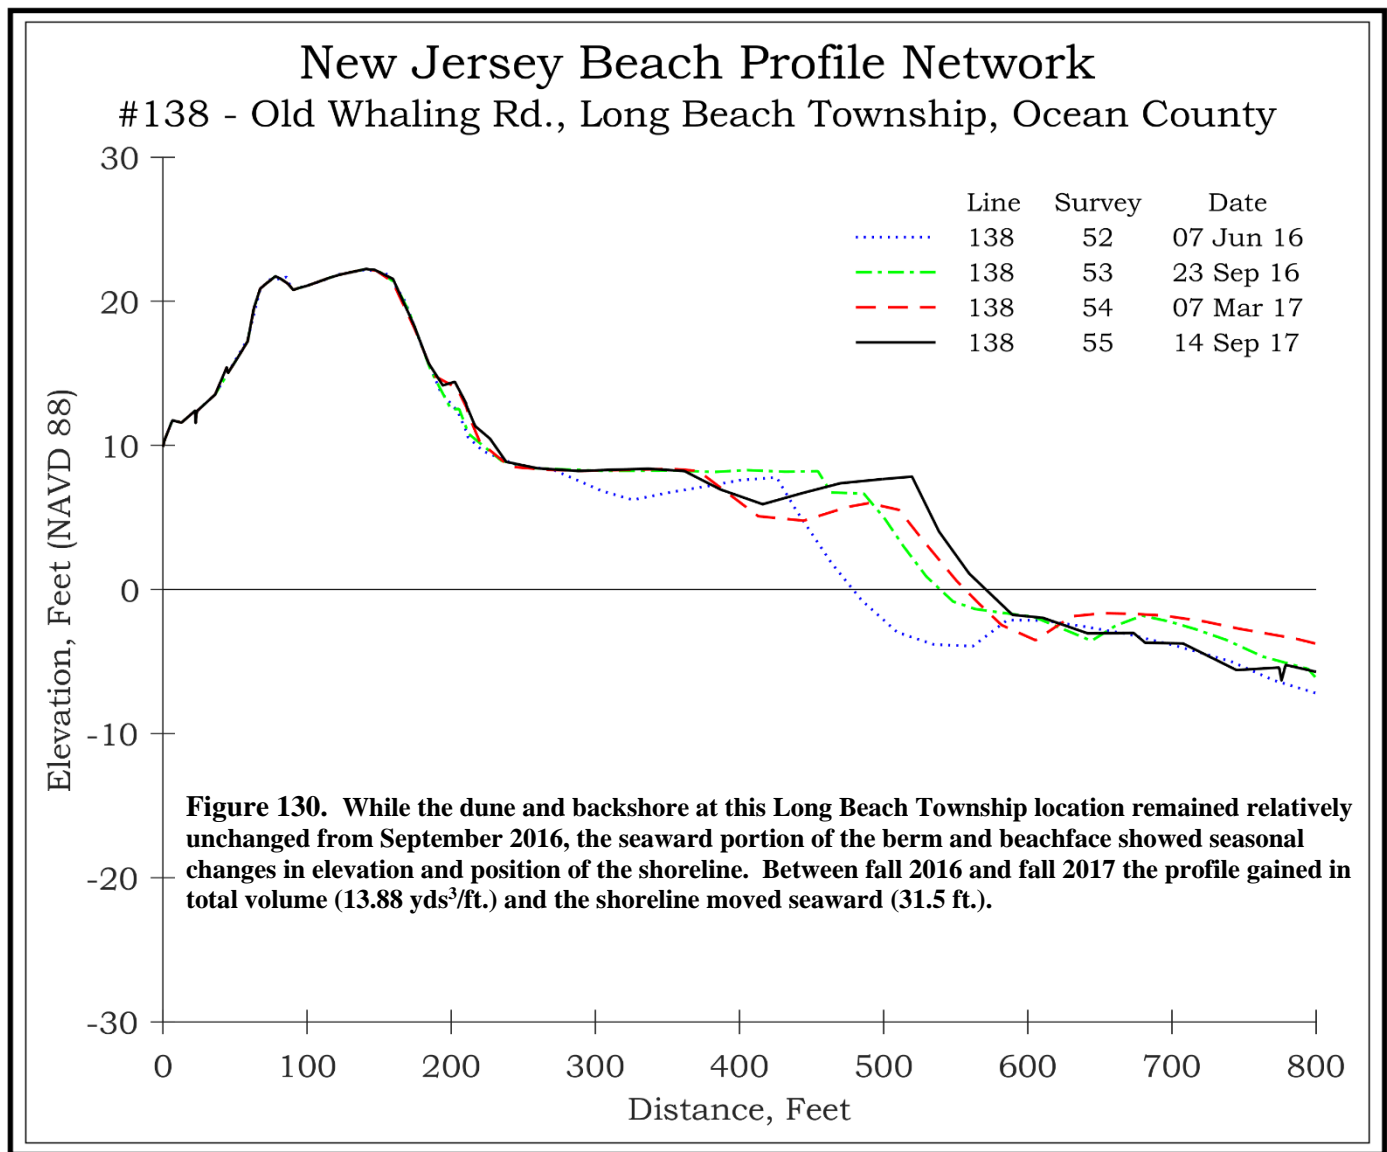 New Jersey Beach Profile Network
#138 - Old Whaling Rd., Long Beach Township, Ocean County
30
20
10
0
-10
-20
-30
Elevation, Feet (NAVD 88)
Line Survey Date
138 52 07 Jun 16
138 53 23 Sep 16
138 54 07 Mar 17
138 55 14 Sep 17
Figure 130. While the dune and backshore at this Long Beach Township location remained relatively
unchanged from September 2016, the seaward portion of the berm and beachface showed seasonal
changes in elevation and position of the shoreline. Between fall 2016 and fall 2017 the profile gained in
total volume (13.88 yds³/ft.) and the shoreline moved seaward (31.5 ft.).
0 100 200 300 400 500 600 700 800
Distance, Feet